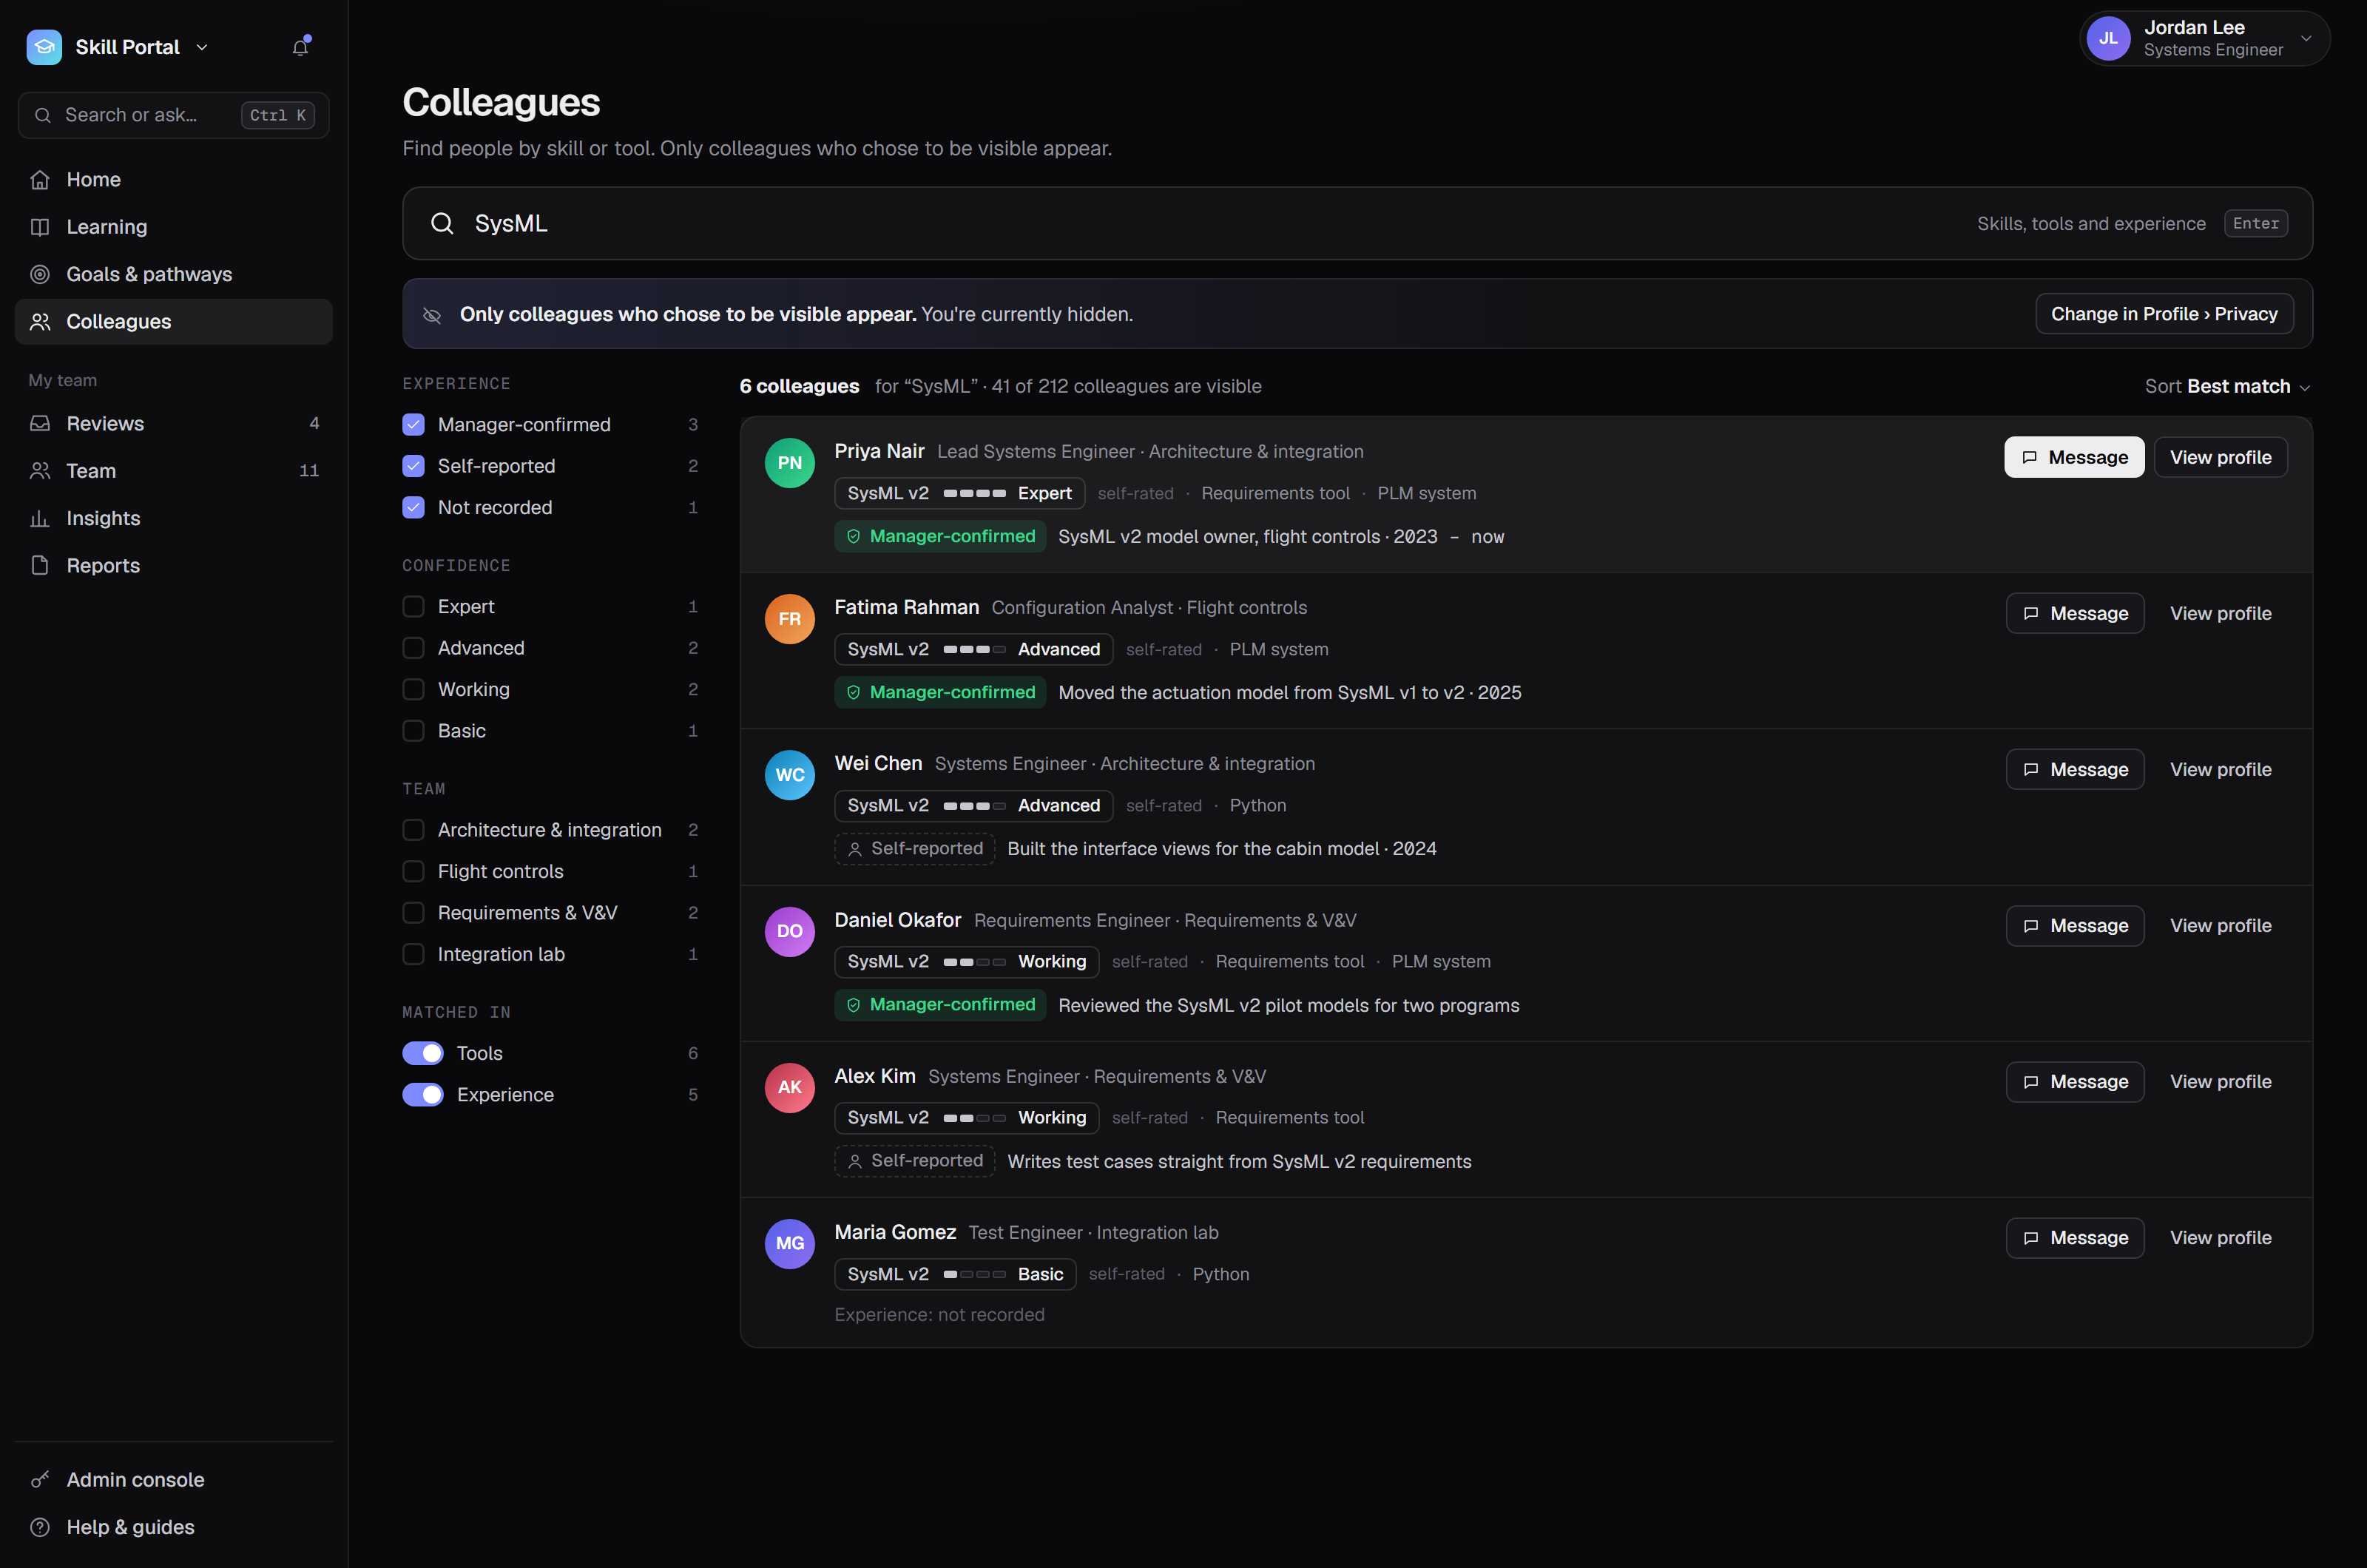 Skill Portal
Search or ask...
Ctrl K
Home
Learning
Goals & pathways
Colleagues
My team
Reviews 4
Team 11
Insights
Reports
Admin console
Help & guides
JL
Jordan Lee
Systems Engineer
Colleagues
Find people by skill or tool. Only colleagues who chose to be visible appear.
SysML
Skills, tools and experience Enter
Only colleagues who chose to be visible appear. You're currently hidden.
Change in Profile › Privacy
EXPERIENCE
Manager-confirmed 3
Self-reported 2
Not recorded 1
CONFIDENCE
Expert 1
Advanced 2
Working 2
Basic 1
TEAM
Architecture & integration 2
Flight controls 1
Requirements & V&V 2
Integration lab 1
MATCHED IN
Tools 6
Experience 5
6 colleagues for “SysML” · 41 of 212 colleagues are visible
Sort Best match
PN
Priya Nair Lead Systems Engineer · Architecture & integration
SysML v2 Expert self-rated · Requirements tool · PLM system
Manager-confirmed SysML v2 model owner, flight controls · 2023 – now
Message View profile
FR
Fatima Rahman Configuration Analyst · Flight controls
SysML v2 Advanced self-rated · PLM system
Manager-confirmed Moved the actuation model from SysML v1 to v2 · 2025
Message View profile
WC
Wei Chen Systems Engineer · Architecture & integration
SysML v2 Advanced self-rated · Python
Self-reported Built the interface views for the cabin model · 2024
Message View profile
DO
Daniel Okafor Requirements Engineer · Requirements & V&V
SysML v2 Working self-rated · Requirements tool · PLM system
Manager-confirmed Reviewed the SysML v2 pilot models for two programs
Message View profile
AK
Alex Kim Systems Engineer · Requirements & V&V
SysML v2 Working self-rated · Requirements tool
Self-reported Writes test cases straight from SysML v2 requirements
Message View profile
MG
Maria Gomez Test Engineer · Integration lab
SysML v2 Basic self-rated · Python
Experience: not recorded
Message View profile